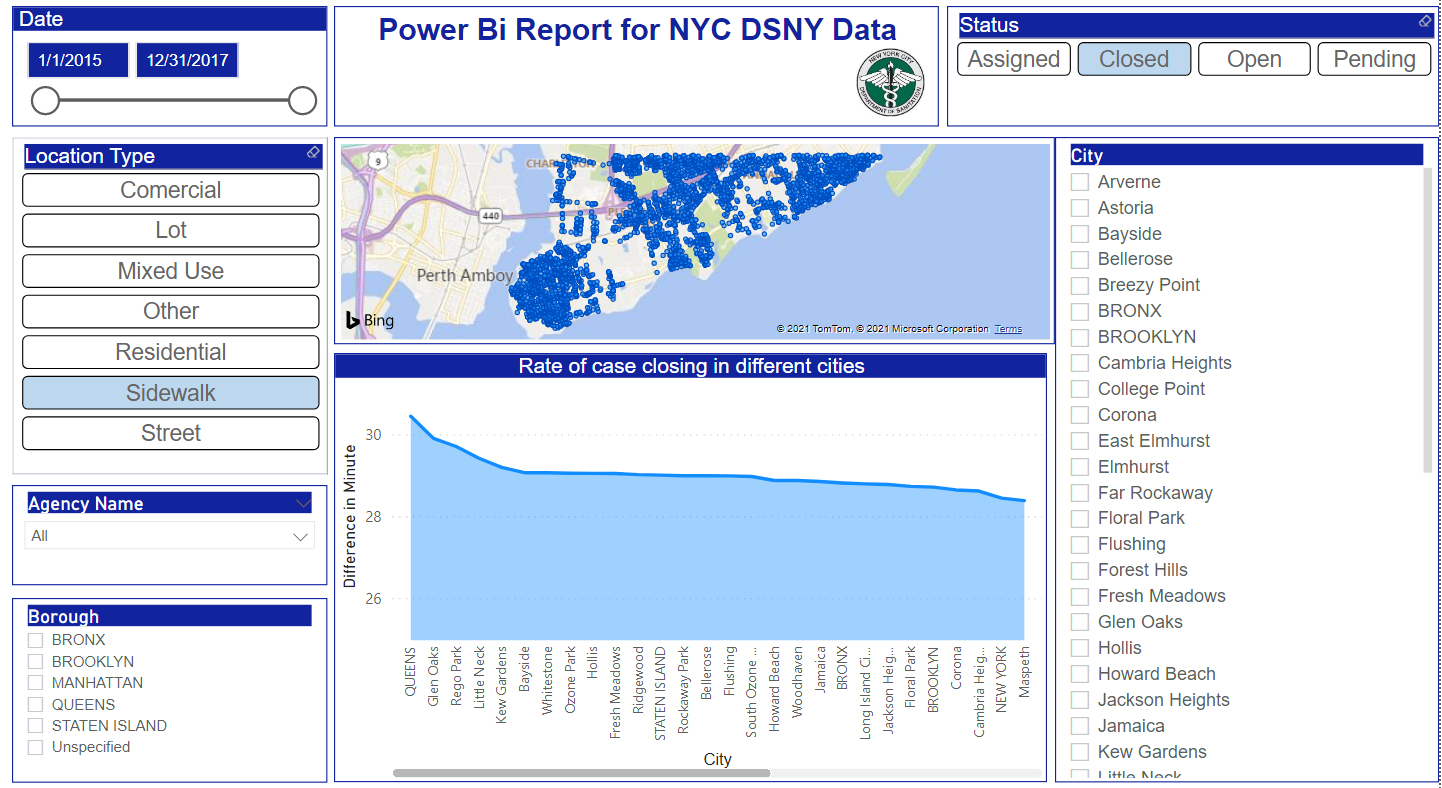 Date
1/1/2015
12/31/2017
Power Bi Report for NYC DSNY Data
NEW YORK CITY
DEPARTMENT OF SANITATION
Status
Assigned
Closed
Open
Pending
Location Type
Comercial
Lot
Mixed Use
Other
Residential
Sidewalk
Street
Agency Name
All
Borough
BRONX
BROOKLYN
MANHATTAN
QUEENS
STATEN ISLAND
Unspecified
9
440
Perth Amboy
Bing
© 2021 TomTom, © 2021 Microsoft Corporation Terms
Rate of case closing in different cities
Difference in Minute
30
28
26
QUEENS
Glen Oaks
Rego Park
Little Neck
Kew Gardens
Bayside
Whitestone
Ozone Park
Hollis
Fresh Meadows
Ridgewood
STATEN ISLAND
Rockaway Park
Bellerose
Flushing
South Ozone ...
Howard Beach
Woodhaven
Jamaica
BRONX
Long Island Ci...
Jackson Heig...
Floral Park
BROOKLYN
Corona
Cambria Heig...
NEW YORK
Maspeth
City
City
Arverne
Astoria
Bayside
Bellerose
Breezy Point
BRONX
BROOKLYN
Cambria Heights
College Point
Corona
East Elmhurst
Elmhurst
Far Rockaway
Floral Park
Flushing
Forest Hills
Fresh Meadows
Glen Oaks
Hollis
Howard Beach
Jackson Heights
Jamaica
Kew Gardens
Little Neck